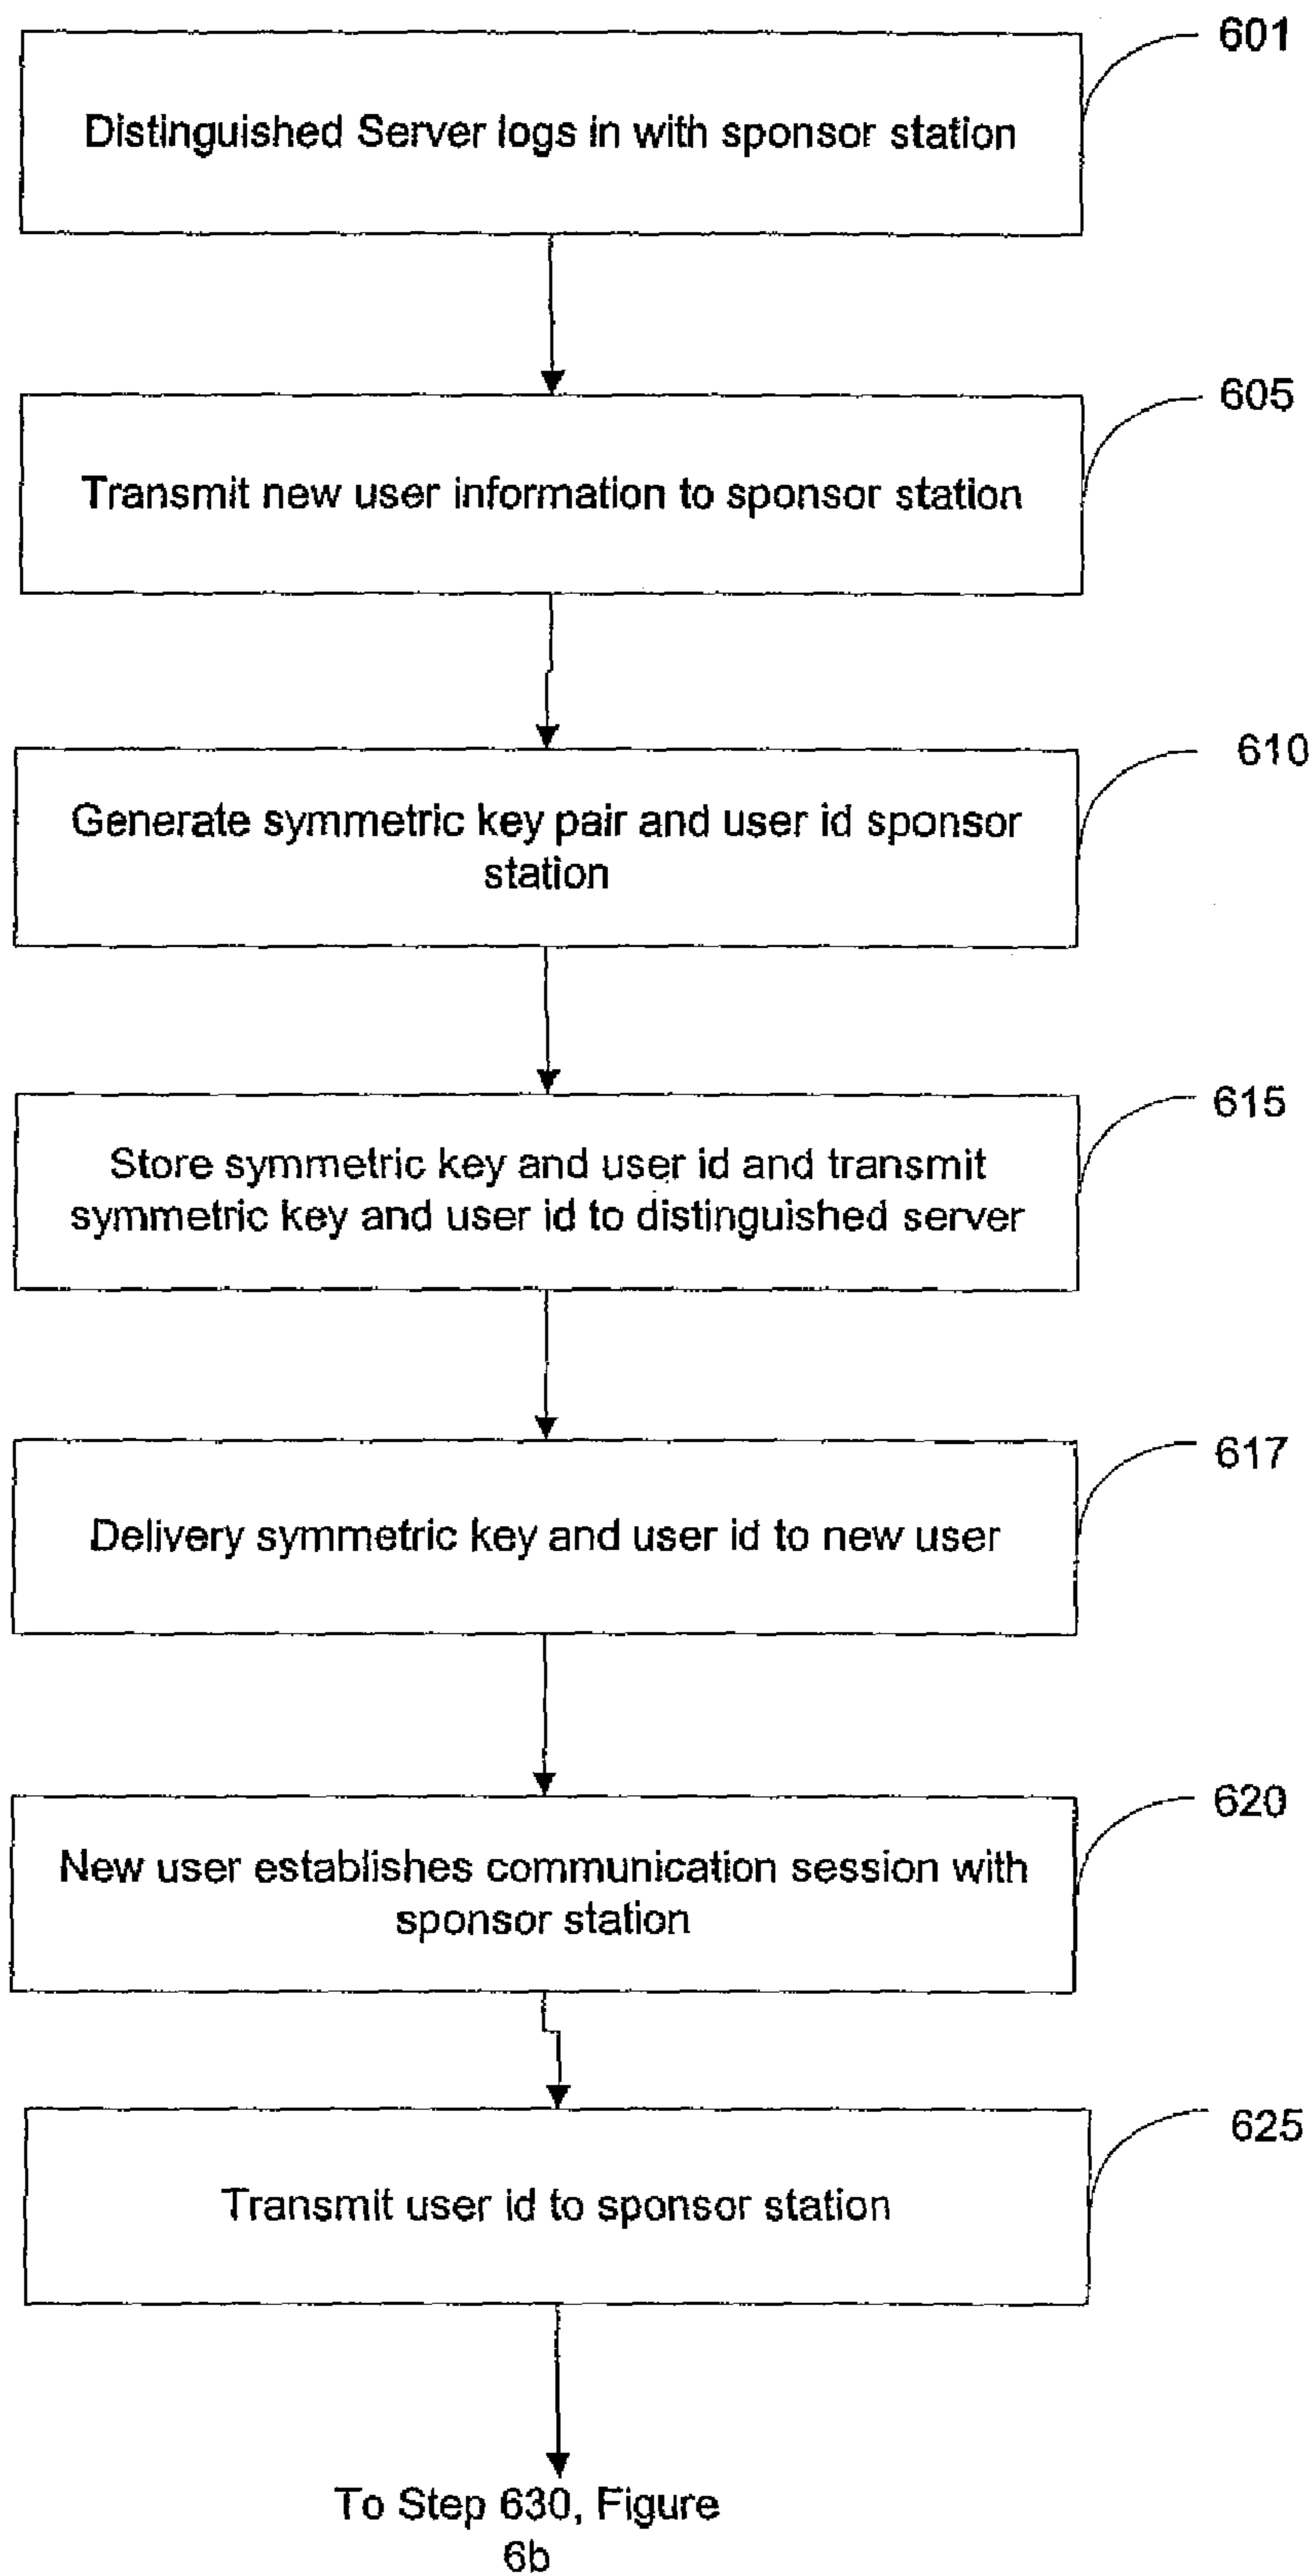 601
Distinguished Server logs in with sponsor station
605
Transmit new user information to sponsor station
610
Generate symmetric key pair and user id sponsor
station
615
Store symmetric key and user id and transmit
symmetric key and user id to distinguished server
617
Delivery symmetric key and user id to new user
620
New user establishes communication session with
sponsor station
625
Transmit user id to sponsor station
To Step 630, Figure
6b